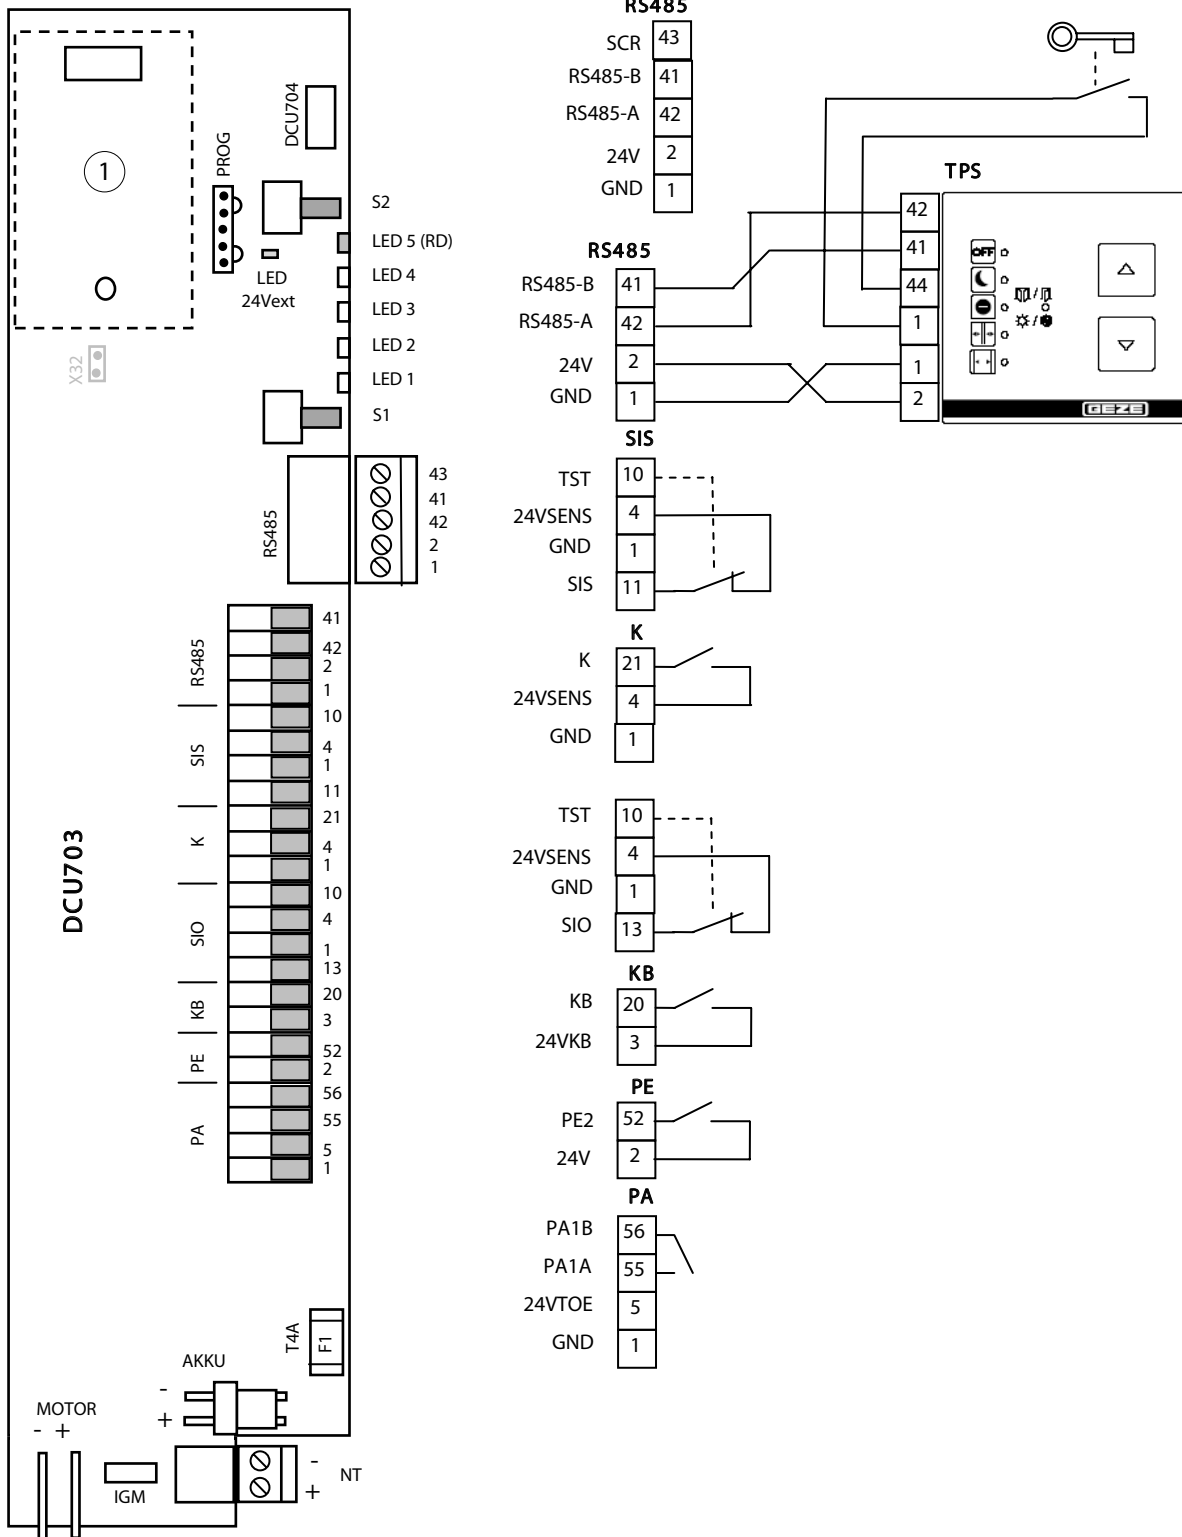 1
DCU704
PROG
S2
LED 5 (RD)
LED
24Vext
LED 4
LED 3
LED 2
LED 1
X32
S1
RS485
43
41
42
2
1
RS485
41
42
2
1
SIS
10
4
1
11
K
21
4
1
SIO
10
4
1
13
KB
20
3
PE
52
2
PA
56
55
5
1
DCU703
T4A
F1
AKKU
-
+
MOTOR
- +
IGM
-
+
NT
RS485
SCR 43
RS485-B 41
RS485-A 42
24V 2
GND 1
RS485
RS485-B 41
RS485-A 42
24V 2
GND 1
TPS
42
41
44
1
1
2
OFF
GEZE
SIS
TST 10
24VSENS 4
GND 1
SIS 11
K
K 21
24VSENS 4
GND 1
TST 10
24VSENS 4
GND 1
SIO 13
KB
KB 20
24VKB 3
PE
PE2 52
24V 2
PA
PA1B 56
PA1A 55
24VTOE 5
GND 1